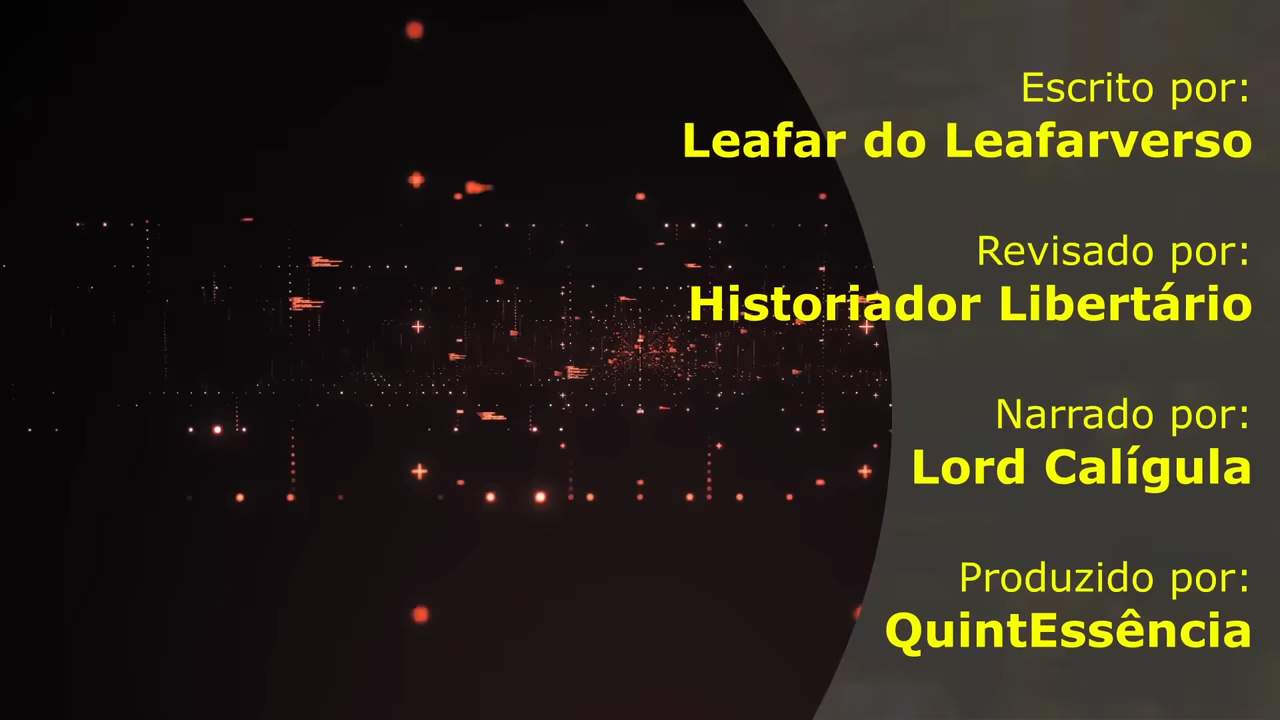 Escrito por:
Leafar do Leafarverso
Revisado por:
Historiador Libertário
Narrado por:
Lord Calígula
Produzido por:
QuintEssência